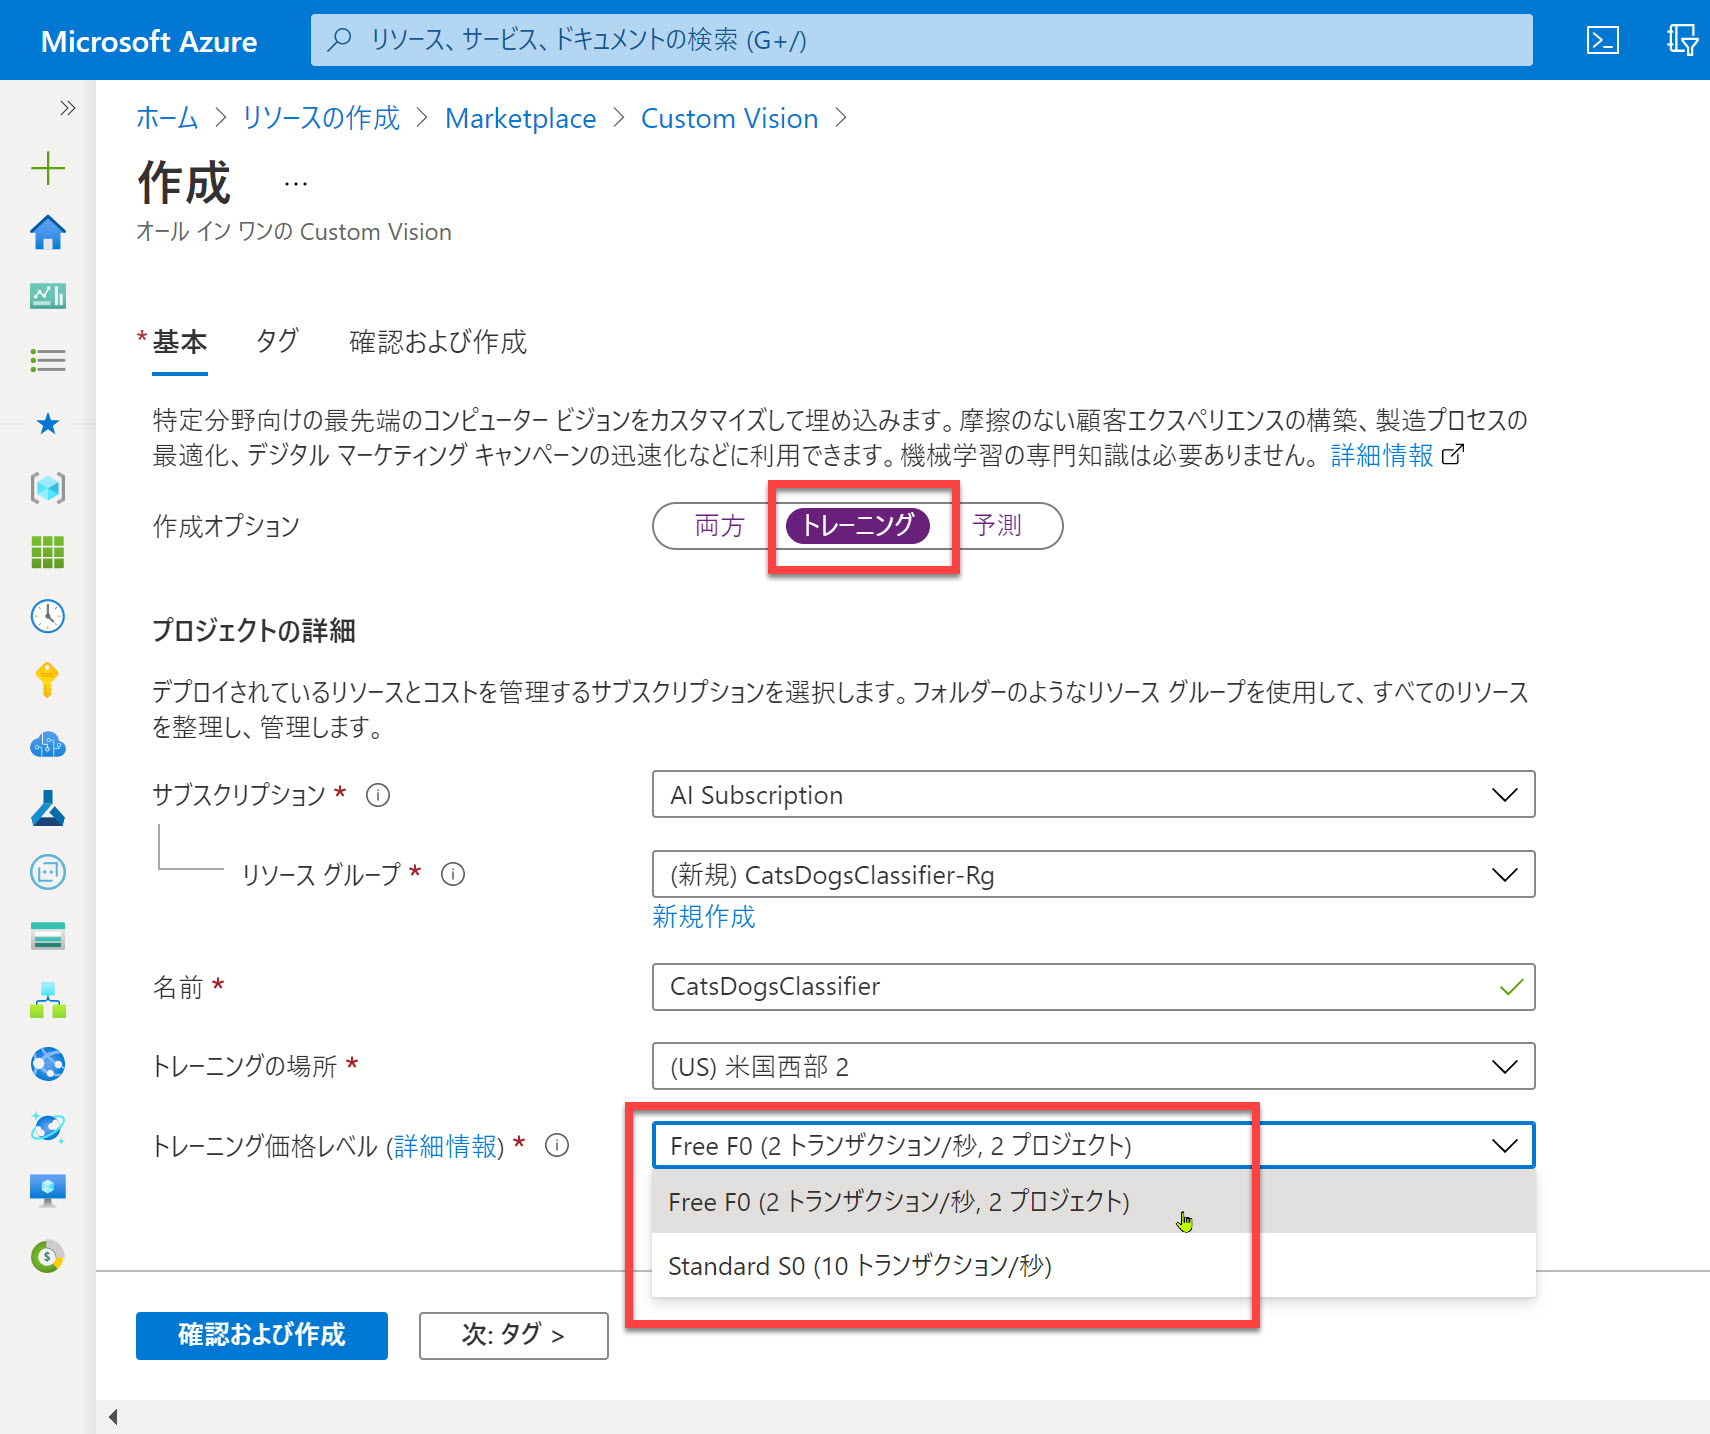 Microsoft Azure
リソース、サービス、ドキュメントの検索 (G+/)
ホーム > リソースの作成 > Marketplace > Custom Vision >
作成 ...
オール イン ワンの Custom Vision
* 基本 タグ 確認および作成
特定分野向けの最先端のコンピューター ビジョンをカスタマイズして埋め込みます。摩擦のない顧客エクスペリエンスの構築、製造プロセスの
最適化、デジタル マーケティング キャンペーンの迅速化などに利用できます。機械学習の専門知識は必要ありません。 詳細情報
作成オプション 両方 トレーニング 予測
プロジェクトの詳細
デプロイされているリソースとコストを管理するサブスクリプションを選択します。フォルダーのようなリソース グループを使用して、すべてのリソース
を整理し、管理します。
サブスクリプション * AI Subscription
リソース グループ * (新規) CatsDogsClassifier-Rg
新規作成
名前 * CatsDogsClassifier
トレーニングの場所 * (US) 米国西部 2
トレーニング価格レベル (詳細情報) * Free F0 (2 トランザクション/秒, 2 プロジェクト)
Free F0 (2 トランザクション/秒, 2 プロジェクト)
Standard S0 (10 トランザクション/秒)
確認および作成 次: タグ >